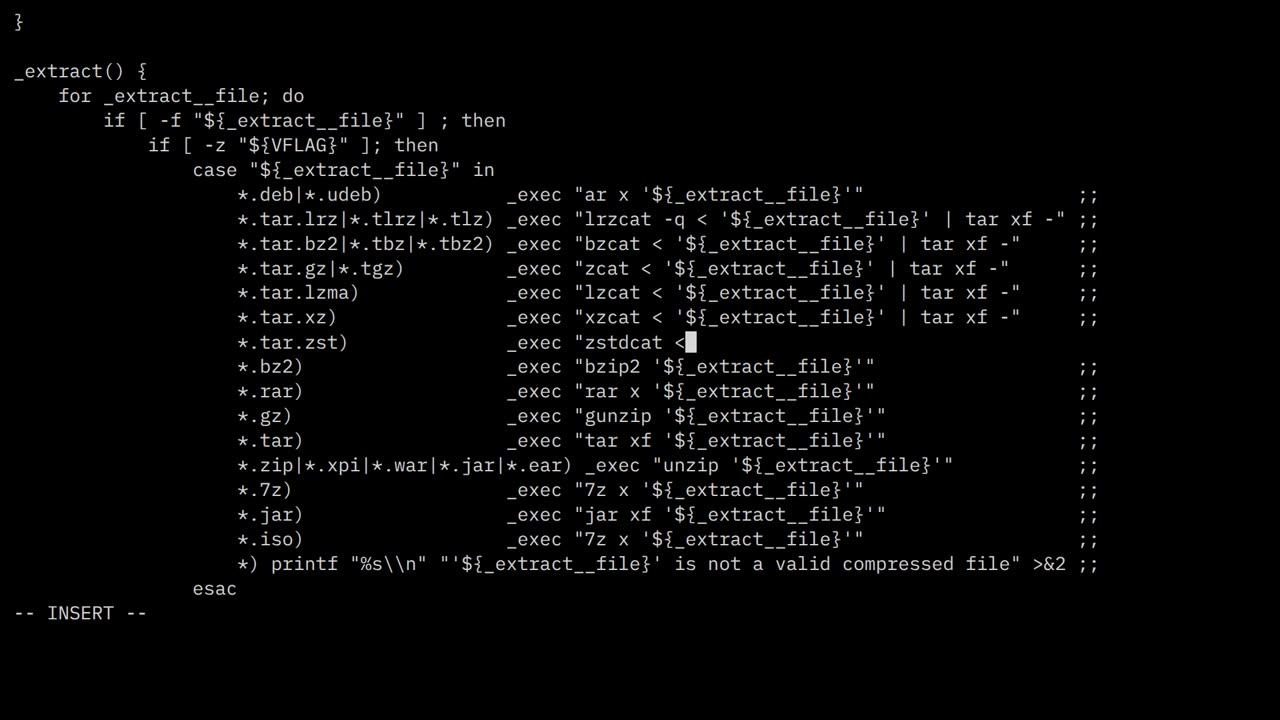 }
_extract() {
    for _extract__file; do
        if [ -f "${_extract__file}" ] ; then
            if [ -z "${VFLAG}" ]; then
                case "${_extract__file}" in
                    *.deb|*.udeb)           _exec "ar x '${_extract__file}'"                   ;;
                    *.tar.lrz|*.tlrz|*.tlz) _exec "lrzcat -q < '${_extract__file}' | tar xf -" ;;
                    *.tar.bz2|*.tbz|*.tbz2) _exec "bzcat < '${_extract__file}' | tar xf -"     ;;
                    *.tar.gz|*.tgz)         _exec "zcat < '${_extract__file}' | tar xf -"      ;;
                    *.tar.lzma)             _exec "lzcat < '${_extract__file}' | tar xf -"     ;;
                    *.tar.xz)               _exec "xzcat < '${_extract__file}' | tar xf -"     ;;
                    *.tar.zst)              _exec "zstdcat <
                    *.bz2)                  _exec "bzip2 '${_extract__file}'"                  ;;
                    *.rar)                  _exec "rar x '${_extract__file}'"                  ;;
                    *.gz)                   _exec "gunzip '${_extract__file}'"                 ;;
                    *.tar)                  _exec "tar xf '${_extract__file}'"                 ;;
                    *.zip|*.xpi|*.war|*.jar|*.ear) _exec "unzip '${_extract__file}'"           ;;
                    *.7z)                   _exec "7z x '${_extract__file}'"                   ;;
                    *.jar)                  _exec "jar xf '${_extract__file}'"                 ;;
                    *.iso)                  _exec "7z x '${_extract__file}'"                   ;;
                    *) printf "%s\\n" "'${_extract__file}' is not a valid compressed file" >&2 ;;
                esac
-- INSERT --